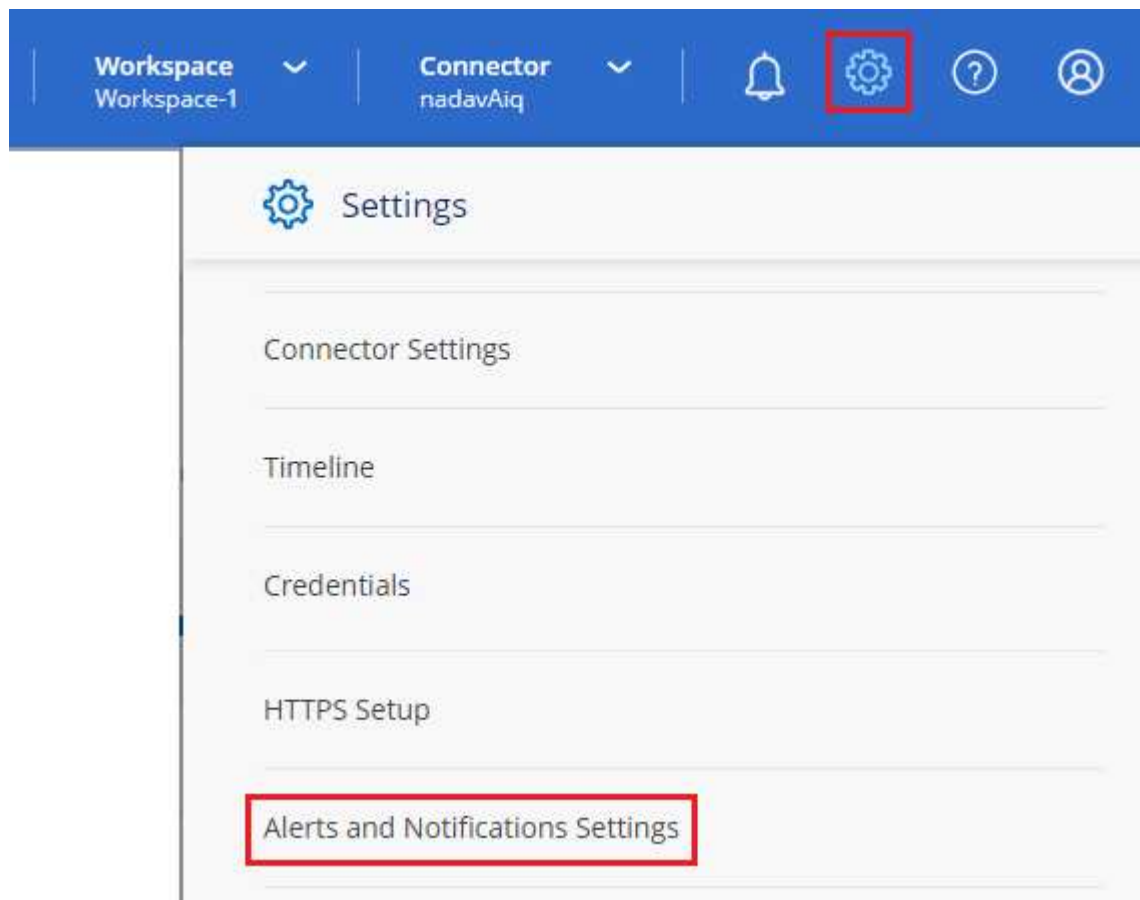 Workspace
Workspace-1
Connector
nadavAiq
Settings
Connector Settings
Timeline
Credentials
HTTPS Setup
Alerts and Notifications Settings